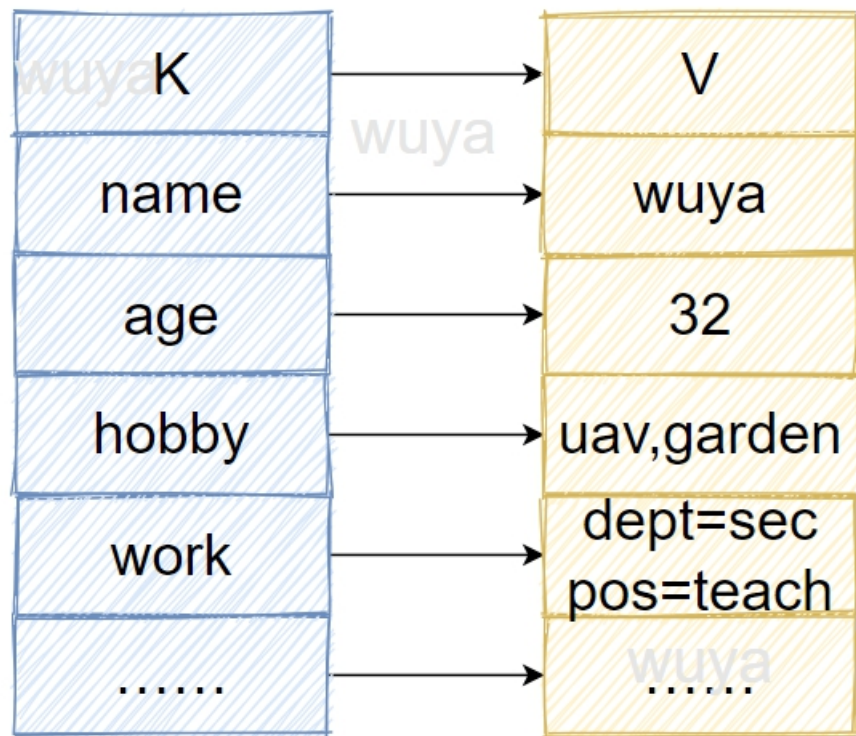 K
V
wuya
wuya
name
wuya
age
32
hobby
uav,garden
work
dept=sec
pos=teach
......
......
wuya